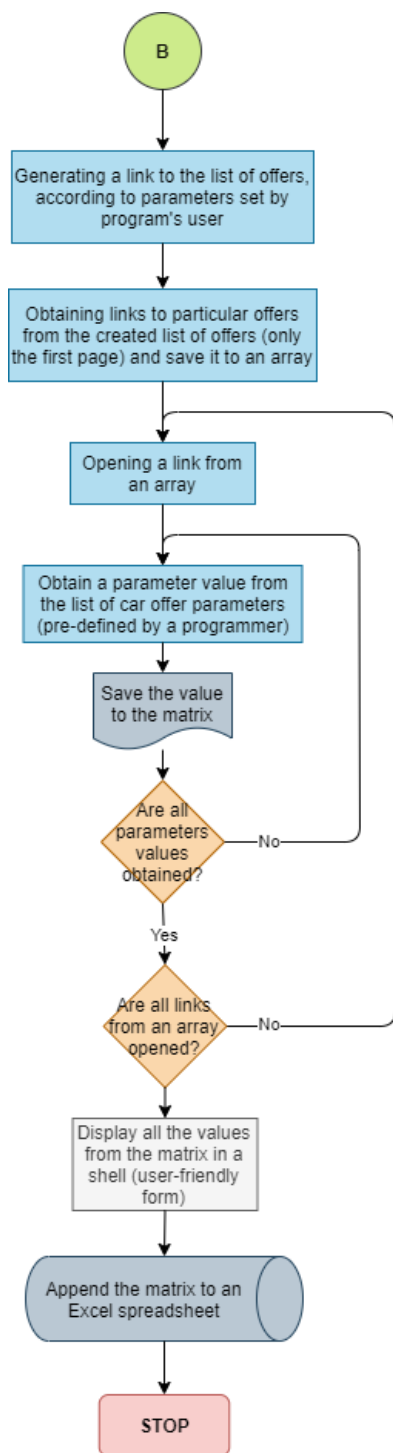 B
Generating a link to the list of offers,
according to parameters set by
program's user
Obtaining links to particular offers
from the created list of offers (only
the first page) and save it to an array
Opening a link from
an array
Obtain a parameter value from
the list of car offer parameters
(pre-defined by a programmer)
Save the value
to the matrix
Are all
parameters
values
obtained?
No
Yes
Are all links
from an array
opened?
No
Display all the values
from the matrix in a
shell (user-friendly
form)
Append the matrix to an
Excel spreadsheet
STOP